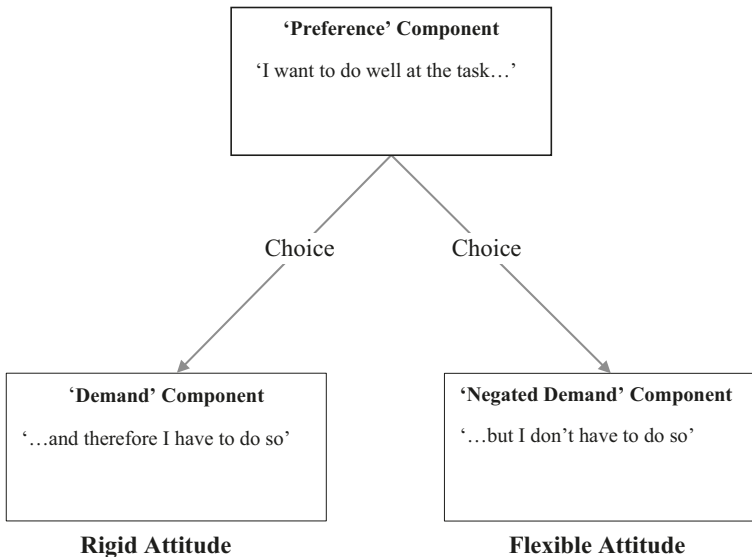 ‘Preference’ Component
‘I want to do well at the task…’
Choice
Choice
‘Demand’ Component
‘…and therefore I have to do so’
‘Negated Demand’ Component
‘…but I don’t have to do so’
Rigid Attitude
Flexible Attitude